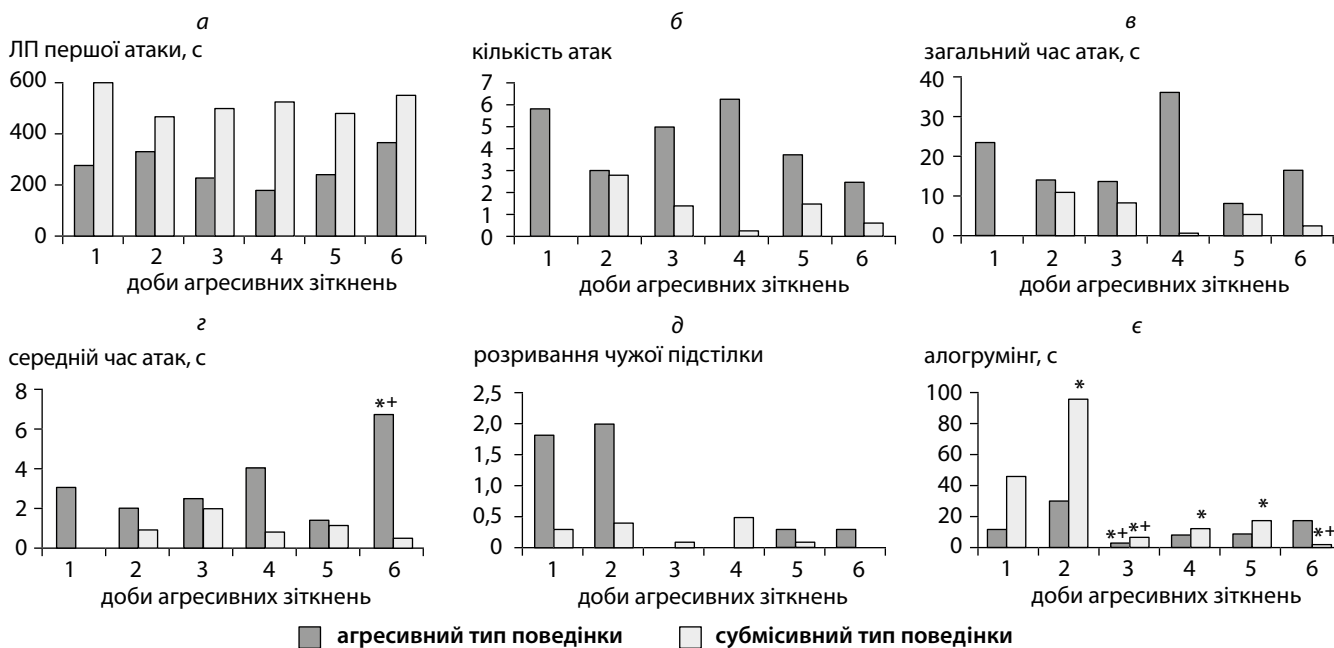 а
ЛП першої атаки, с
600
400
200
0
1 2 3 4 5 6
доби агресивних зіткнень
б
кількість атак
7
6
5
4
3
2
1
0
1 2 3 4 5 6
доби агресивних зіткнень
в
загальний час атак, с
40
30
20
10
0
1 2 3 4 5 6
доби агресивних зіткнень
г
середній час атак, с
8
6
4
2
0
*+
1 2 3 4 5 6
доби агресивних зіткнень
д
розривання чужої підстілки
2,5
2,0
1,5
1,0
0,5
0
1 2 3 4 5 6
доби агресивних зіткнень
є
алогрумінг, с
100
80
60
40
20
0
*
*+ *+ * * *+
1 2 3 4 5 6
доби агресивних зіткнень
агресивний тип поведінки субмісивний тип поведінки